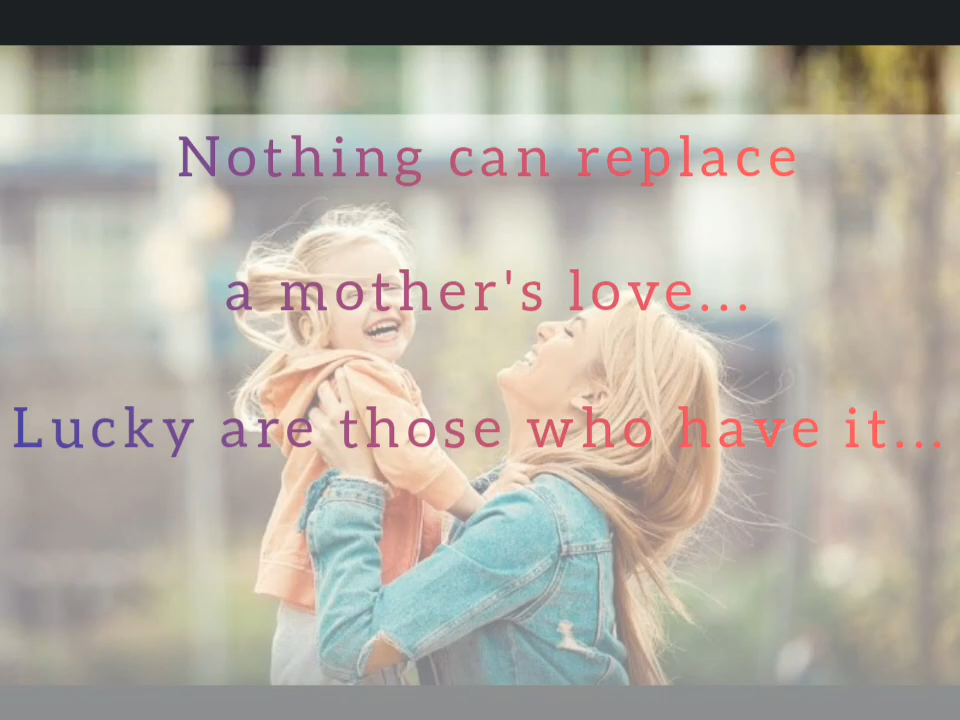 Nothing can replace
a mother's love...
Lucky are those who have it...